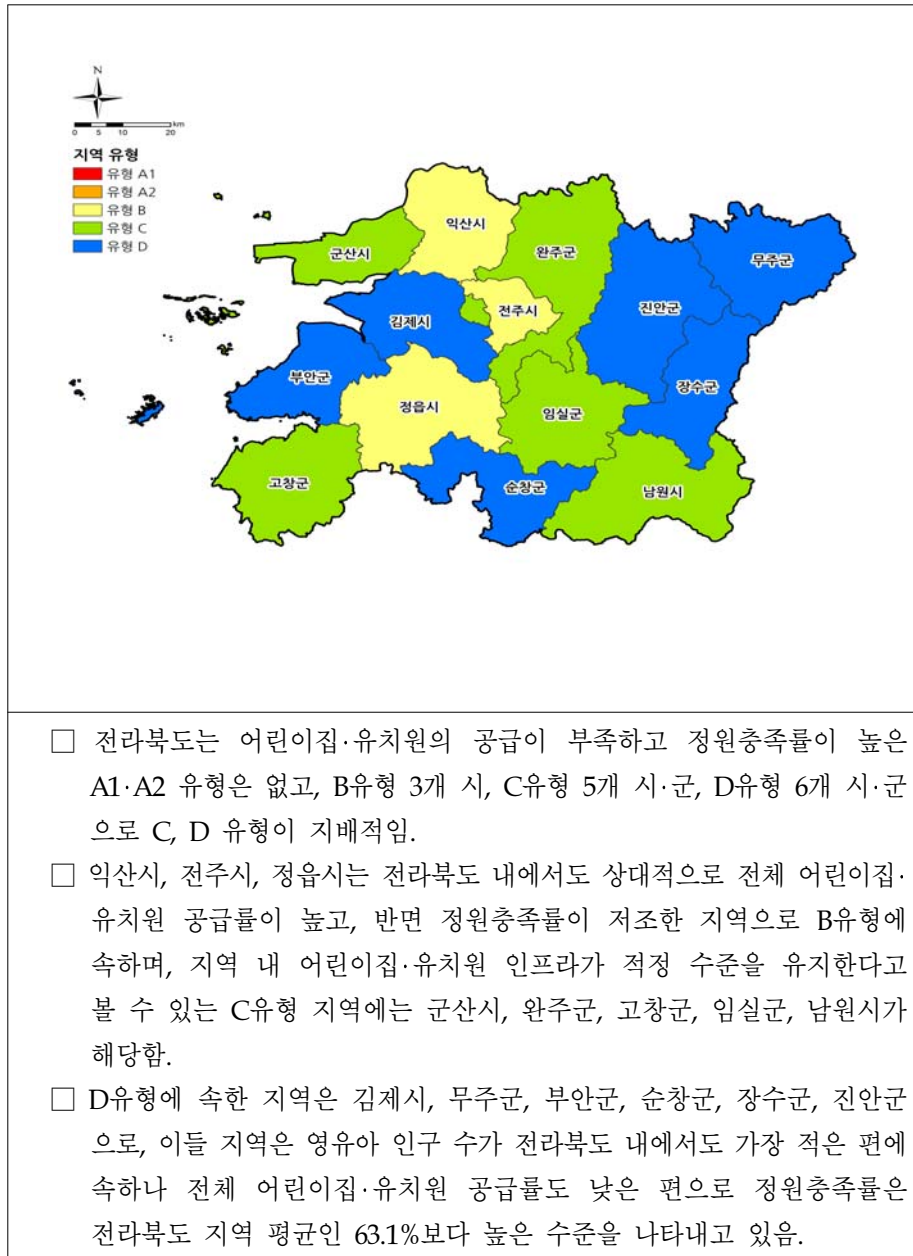 N
0 5 10 20 km
지역 유형
유형 A1
유형 A2
유형 B
유형 C
유형 D
익산시
군산시
완주군
무주군
전주시
진안군
김제시
부안군
장수군
정읍시
임실군
고창군
순창군
남원시
□ 전라북도는 어린이집·유치원의 공급이 부족하고 정원충족률이 높은
A1·A2 유형은 없고, B유형 3개 시, C유형 5개 시·군, D유형 6개 시·군
으로 C, D 유형이 지배적임.
□ 익산시, 전주시, 정읍시는 전라북도 내에서도 상대적으로 전체 어린이집·
유치원 공급률이 높고, 반면 정원충족률이 저조한 지역으로 B유형에
속하며, 지역 내 어린이집·유치원 인프라가 적정 수준을 유지한다고
볼 수 있는 C유형 지역에는 군산시, 완주군, 고창군, 임실군, 남원시가
해당함.
□ D유형에 속한 지역은 김제시, 무주군, 부안군, 순창군, 장수군, 진안군
으로, 이들 지역은 영유아 인구 수가 전라북도 내에서도 가장 적은 편에
속하나 전체 어린이집·유치원 공급률도 낮은 편으로 정원충족률은
전라북도 지역 평균인 63.1%보다 높은 수준을 나타내고 있음.